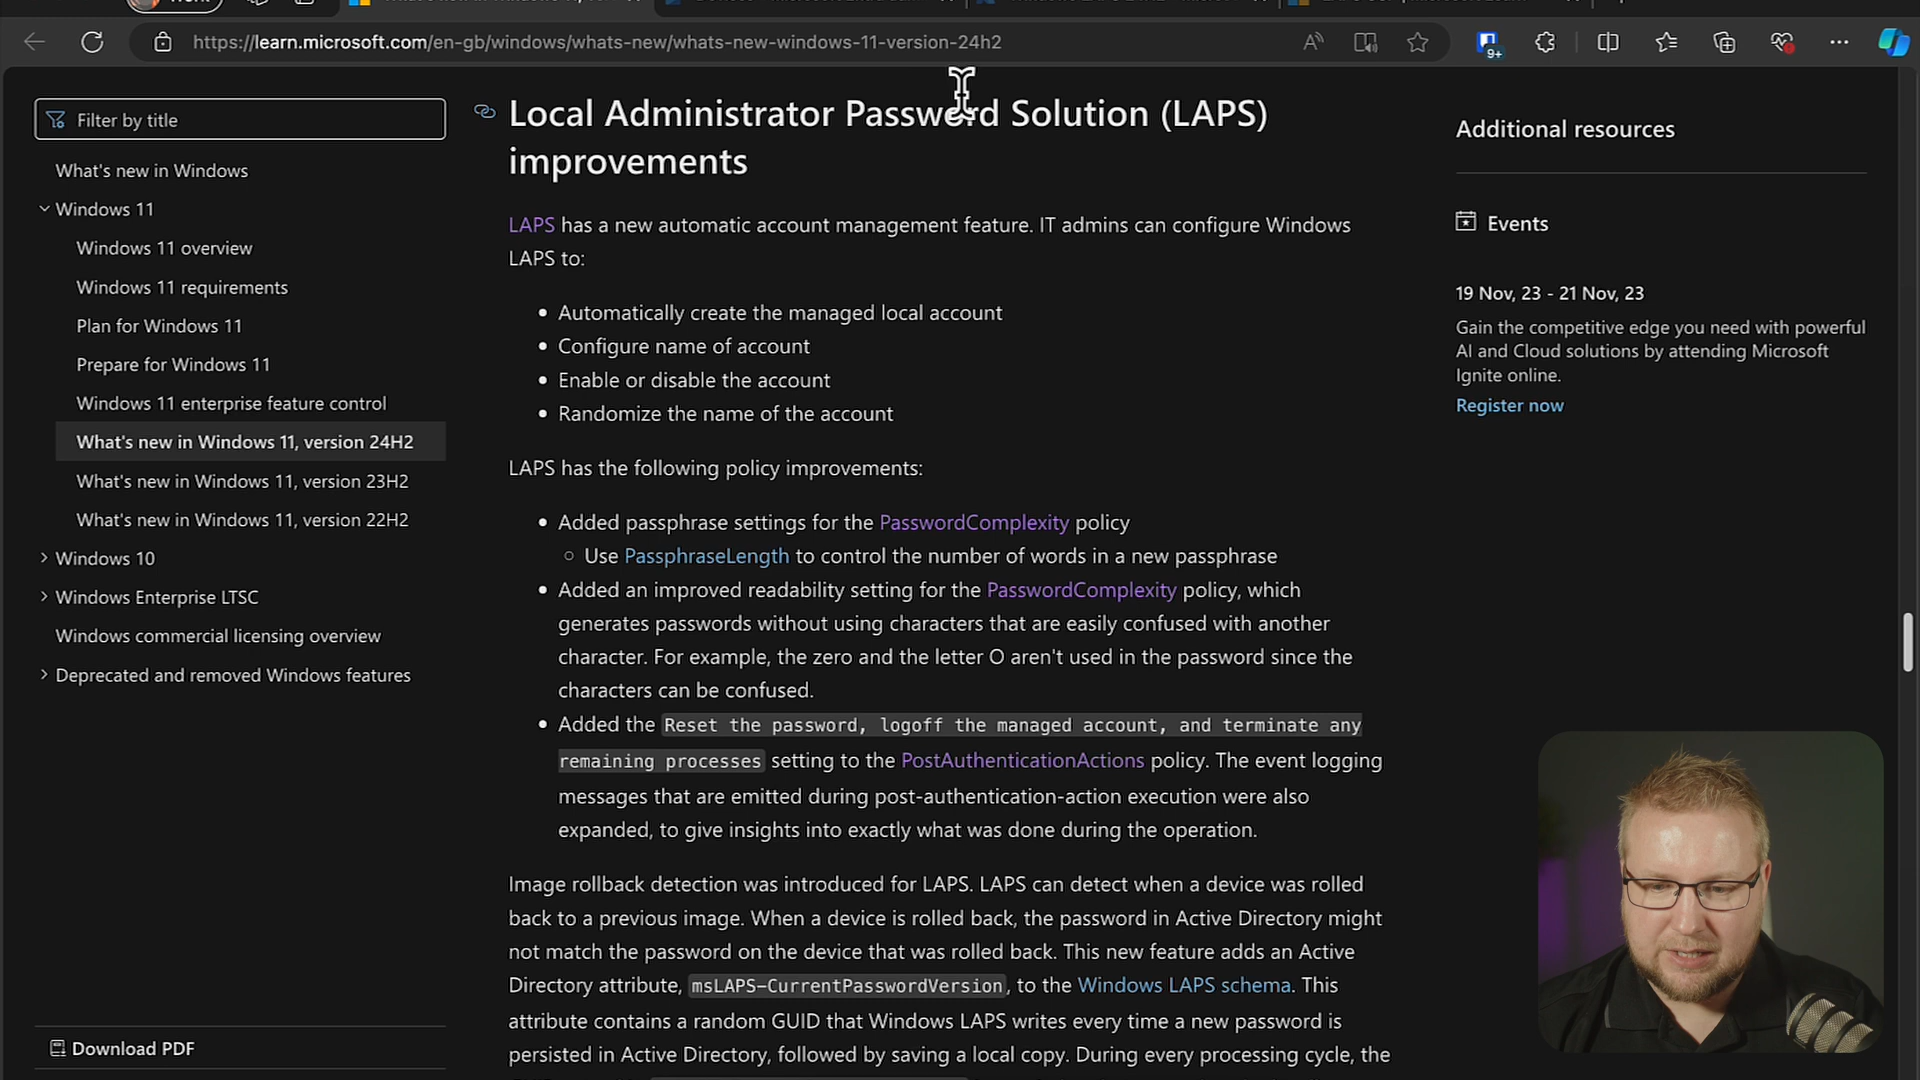 https://learn.microsoft.com/en-gb/windows/whats-new/whats-new-windows-11-version-24h2
9+
Filter by title
What's new in Windows
Windows 11
Windows 11 overview
Windows 11 requirements
Plan for Windows 11
Prepare for Windows 11
Windows 11 enterprise feature control
What's new in Windows 11, version 24H2
What's new in Windows 11, version 23H2
What's new in Windows 11, version 22H2
Windows 10
Windows Enterprise LTSC
Windows commercial licensing overview
Deprecated and removed Windows features
Download PDF
Local Administrator Password Solution (LAPS)
improvements
LAPS has a new automatic account management feature. IT admins can configure Windows
LAPS to:
• Automatically create the managed local account
• Configure name of account
• Enable or disable the account
• Randomize the name of the account
LAPS has the following policy improvements:
• Added passphrase settings for the PasswordComplexity policy
○ Use PassphraseLength to control the number of words in a new passphrase
• Added an improved readability setting for the PasswordComplexity policy, which
generates passwords without using characters that are easily confused with another
character. For example, the zero and the letter O aren't used in the password since the
characters can be confused.
• Added the Reset the password, logoff the managed account, and terminate any
remaining processes setting to the PostAuthenticationActions policy. The event logging
messages that are emitted during post-authentication-action execution were also
expanded, to give insights into exactly what was done during the operation.
Image rollback detection was introduced for LAPS. LAPS can detect when a device was rolled
back to a previous image. When a device is rolled back, the password in Active Directory might
not match the password on the device that was rolled back. This new feature adds an Active
Directory attribute, msLAPS-CurrentPasswordVersion, to the Windows LAPS schema. This
attribute contains a random GUID that Windows LAPS writes every time a new password is
persisted in Active Directory, followed by saving a local copy. During every processing cycle, the
Additional resources
Events
19 Nov, 23 - 21 Nov, 23
Gain the competitive edge you need with powerful
AI and Cloud solutions by attending Microsoft
Ignite online.
Register now